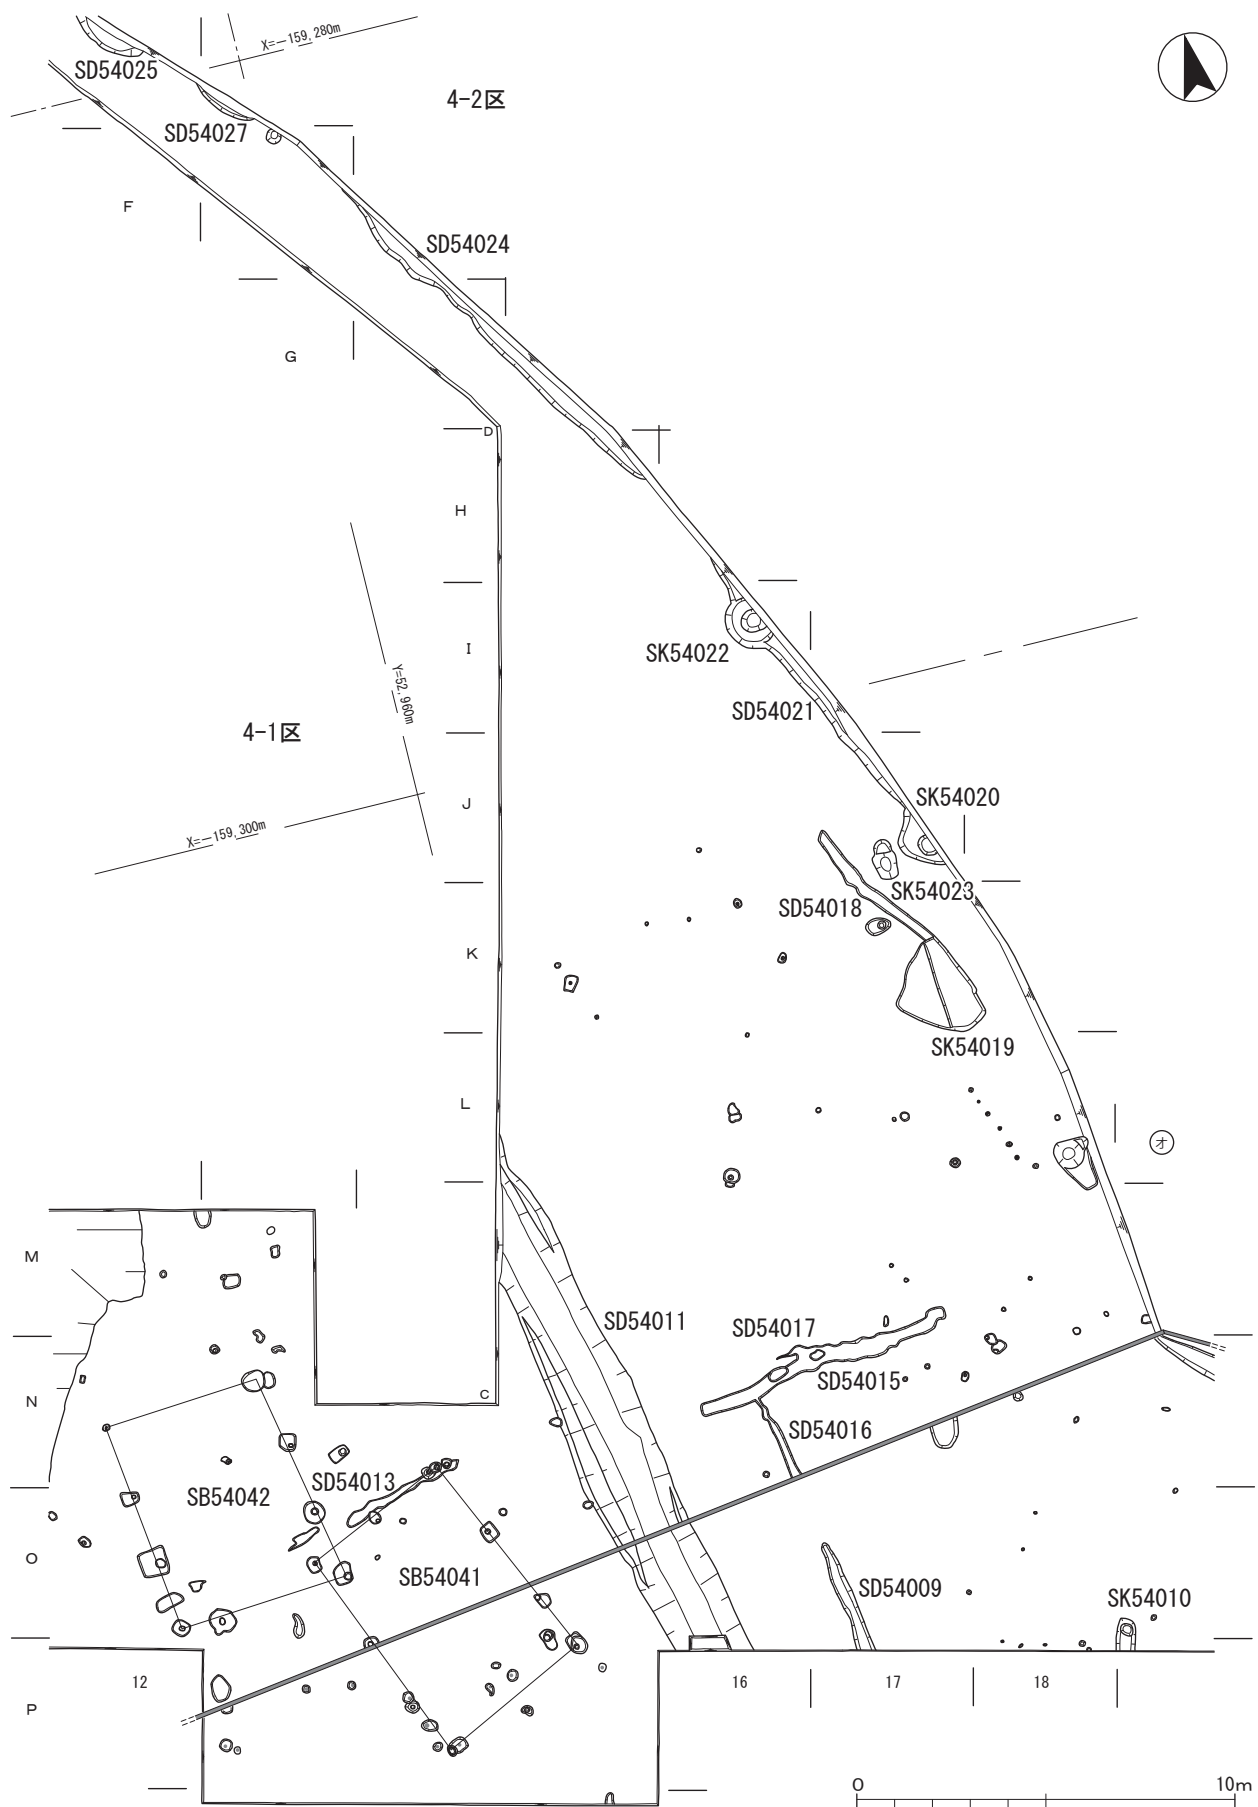 X=−159,280m
SD54025
4-2区
SD54027
F
SD54024
G
D
H
I
SK54022
Y=52,960m
SD54021
4-1区
J
SK54020
X=−159,300m
SK54023
SD54018
K
SK54019
L
オ
M
SD54011
SD54017
SD54015
N
C
SD54016
SD54013
SB54042
O
SB54041
SD54009
SK54010
12
16
17
18
P
0
10m